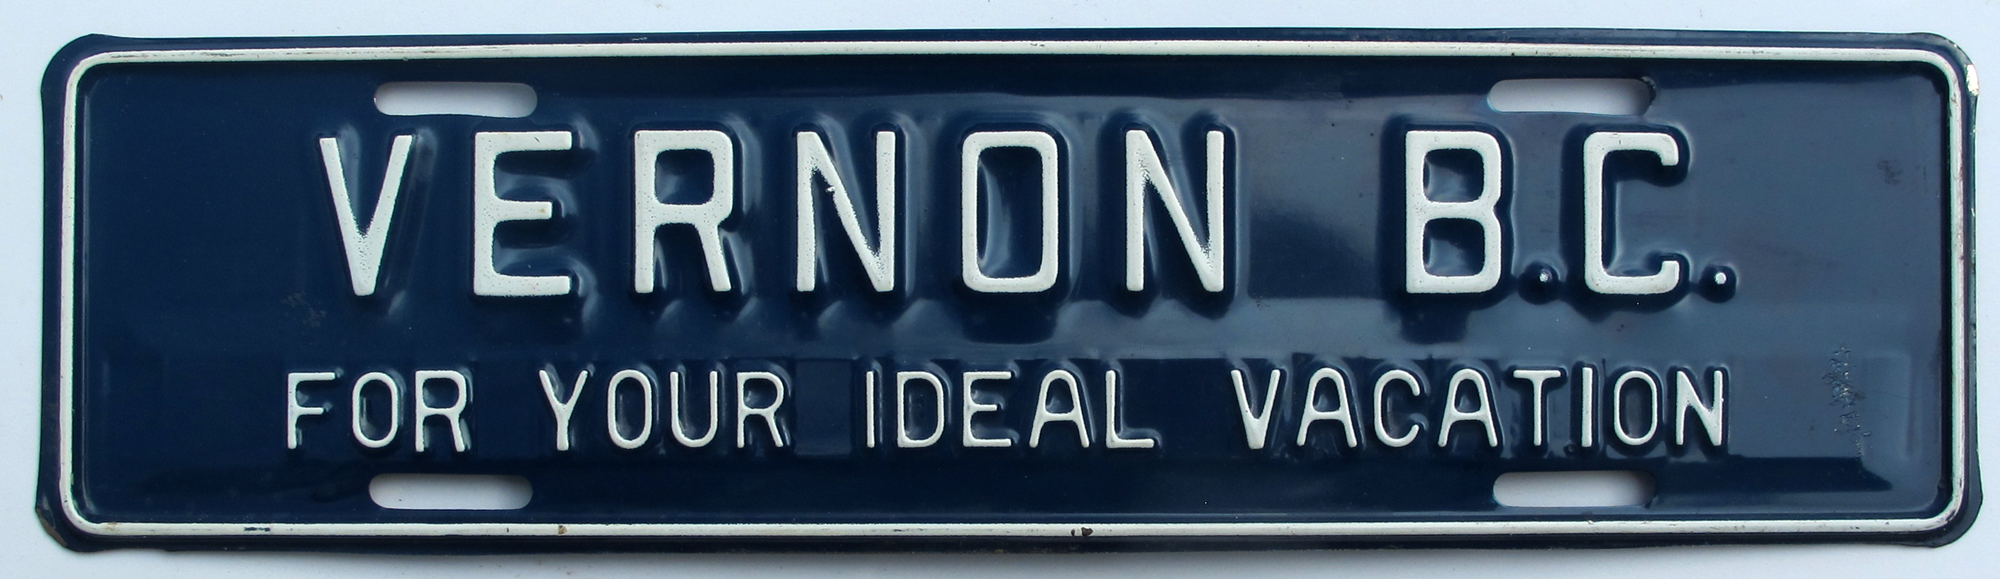 VERNON B.C.
FOR YOUR IDEAL VACATION